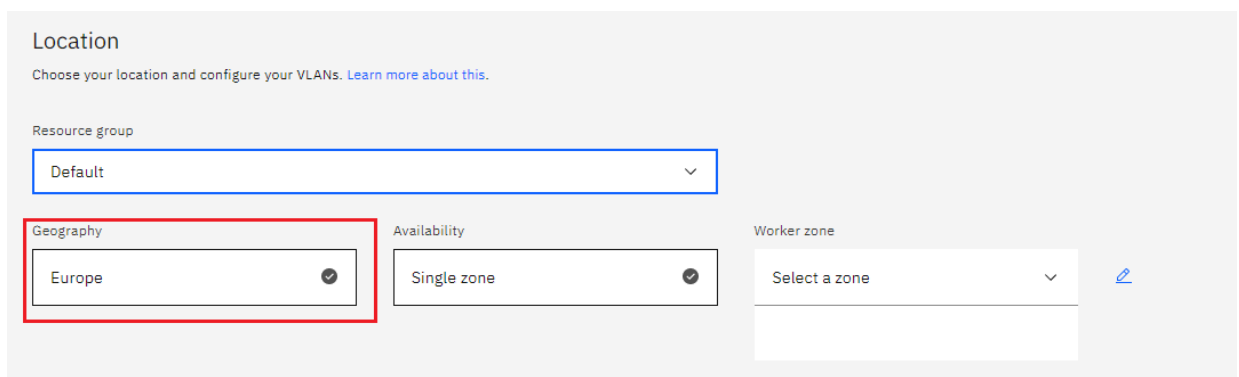 Location
Choose your location and configure your VLANs. Learn more about this.
Resource group
Default
Geography
Availability
Worker zone
Europe
Single zone
Select a zone